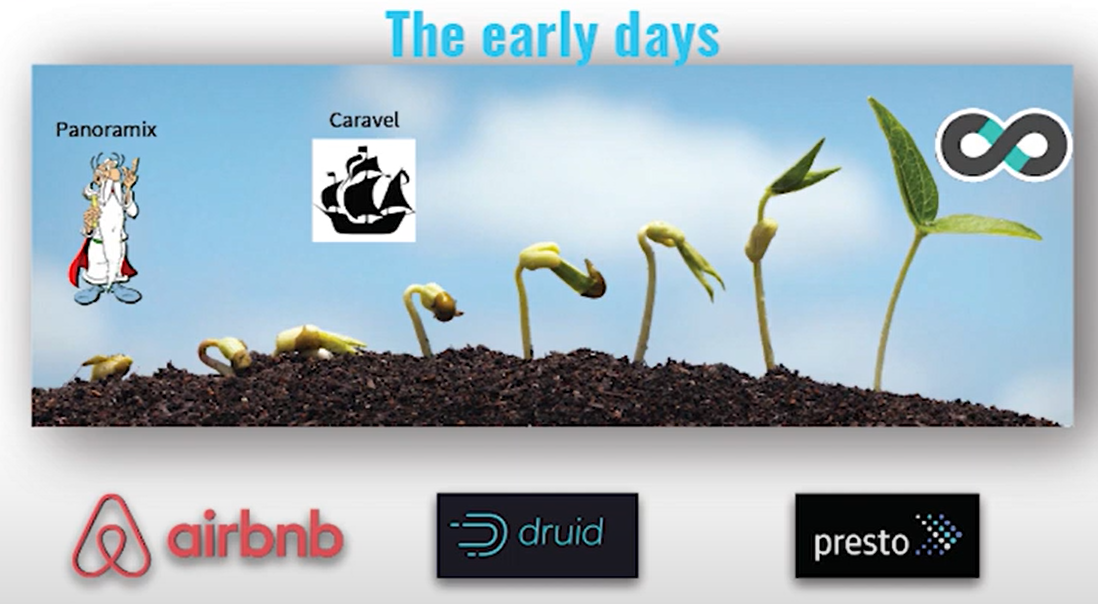 The early days
Panoramix
Caravel
airbnb
druid
presto